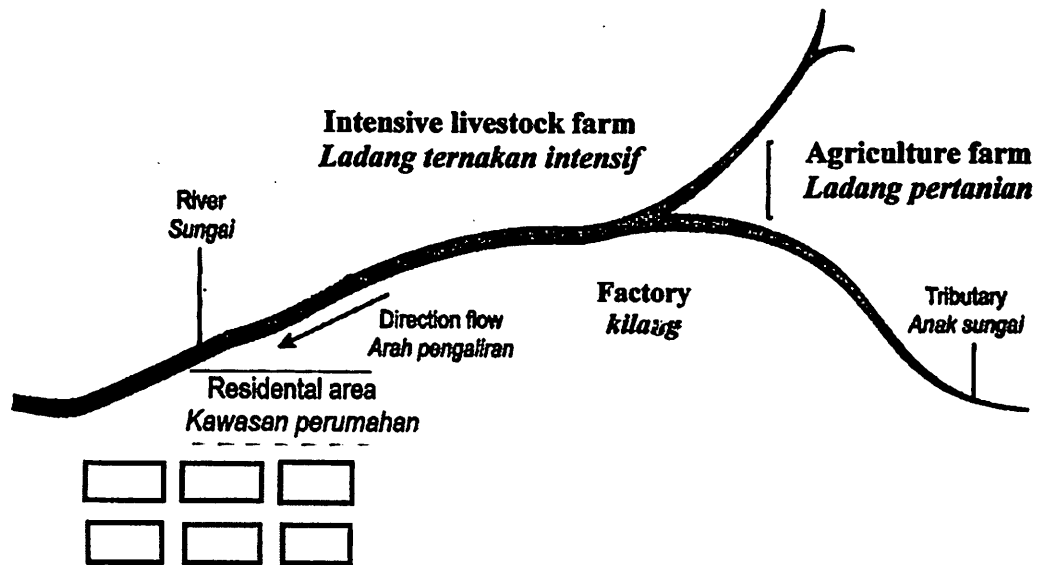 Intensive livestock farm
Ladang ternakan intensif
Agriculture farm
Ladang pertanian
River
Sungai
Factory
kilang
Tributary
Anak sungai
Direction flow
Arah pengaliran
Residental area
Kawasan perumahan